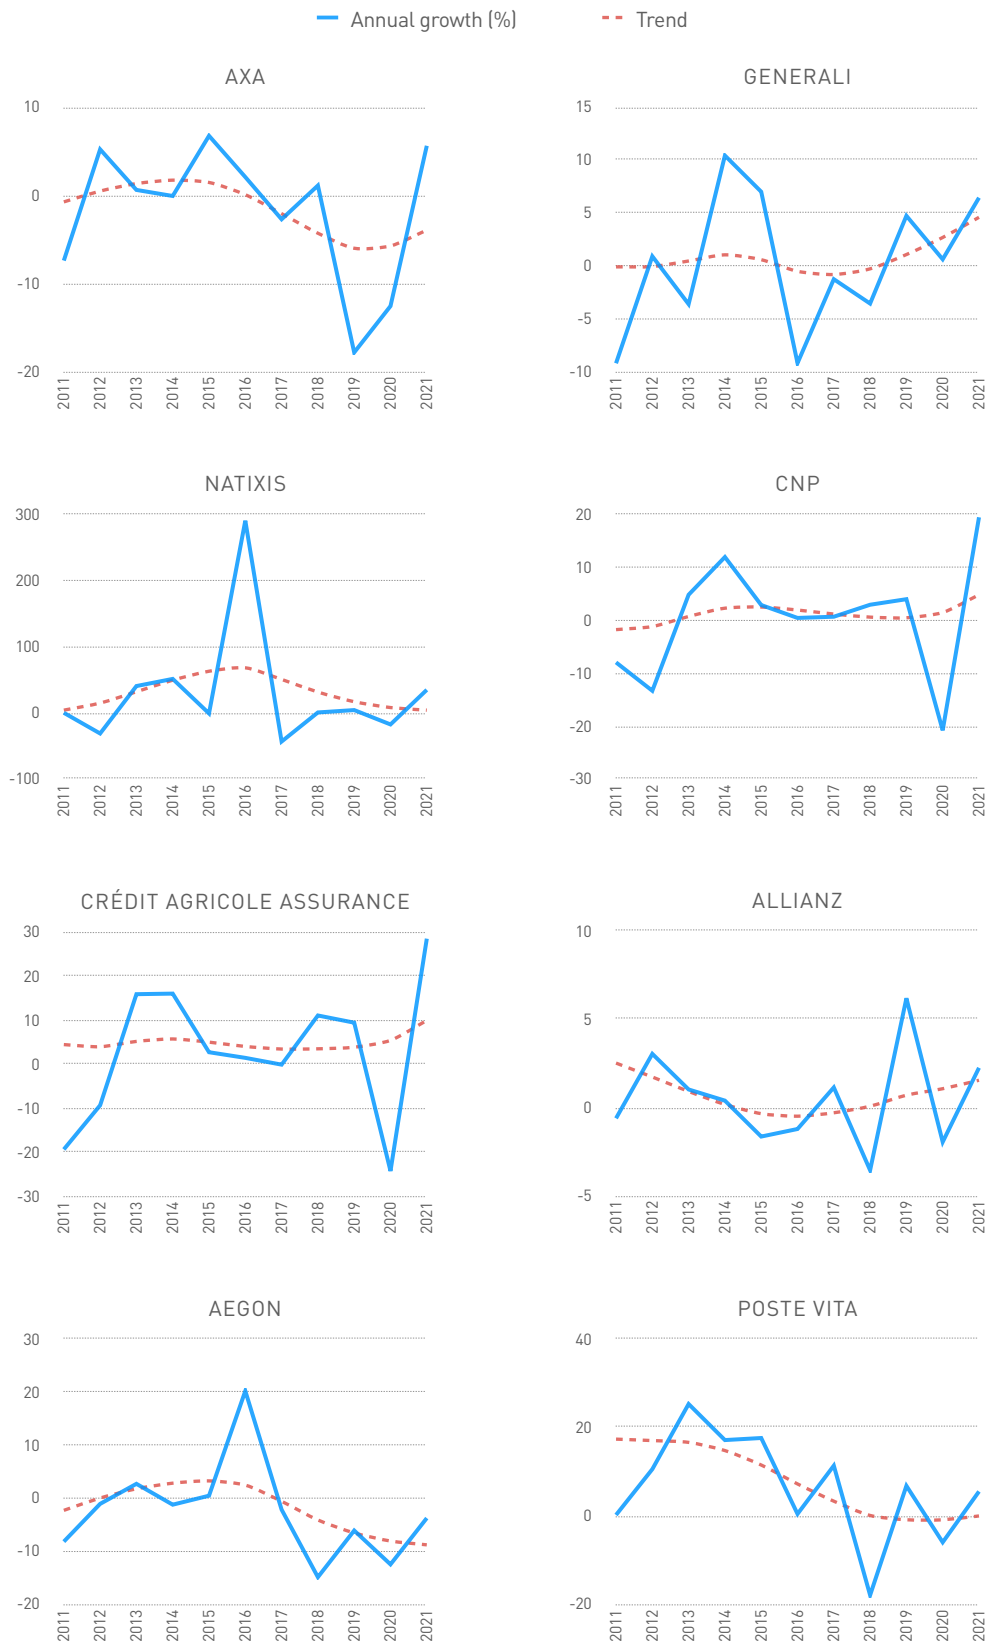 Annual growth (%) Trend
AXA
10
0
-10
-20
2011 2012 2013 2014 2015 2016 2017 2018 2019 2020 2021
GENERALI
15
10
5
0
-5
-10
2011 2012 2013 2014 2015 2016 2017 2018 2019 2020 2021
NATIXIS
300
200
100
0
-100
2011 2012 2013 2014 2015 2016 2017 2018 2019 2020 2021
CNP
20
10
0
-10
-20
-30
2011 2012 2013 2014 2015 2016 2017 2018 2019 2020 2021
CRÉDIT AGRICOLE ASSURANCE
30
20
10
0
-10
-20
-30
2011 2012 2013 2014 2015 2016 2017 2018 2019 2020 2021
ALLIANZ
10
5
0
-5
2011 2012 2013 2014 2015 2016 2017 2018 2019 2020 2021
AEGON
30
20
10
0
-10
-20
2011 2012 2013 2014 2015 2016 2017 2018 2019 2020 2021
POSTE VITA
40
20
0
-20
2011 2012 2013 2014 2015 2016 2017 2018 2019 2020 2021